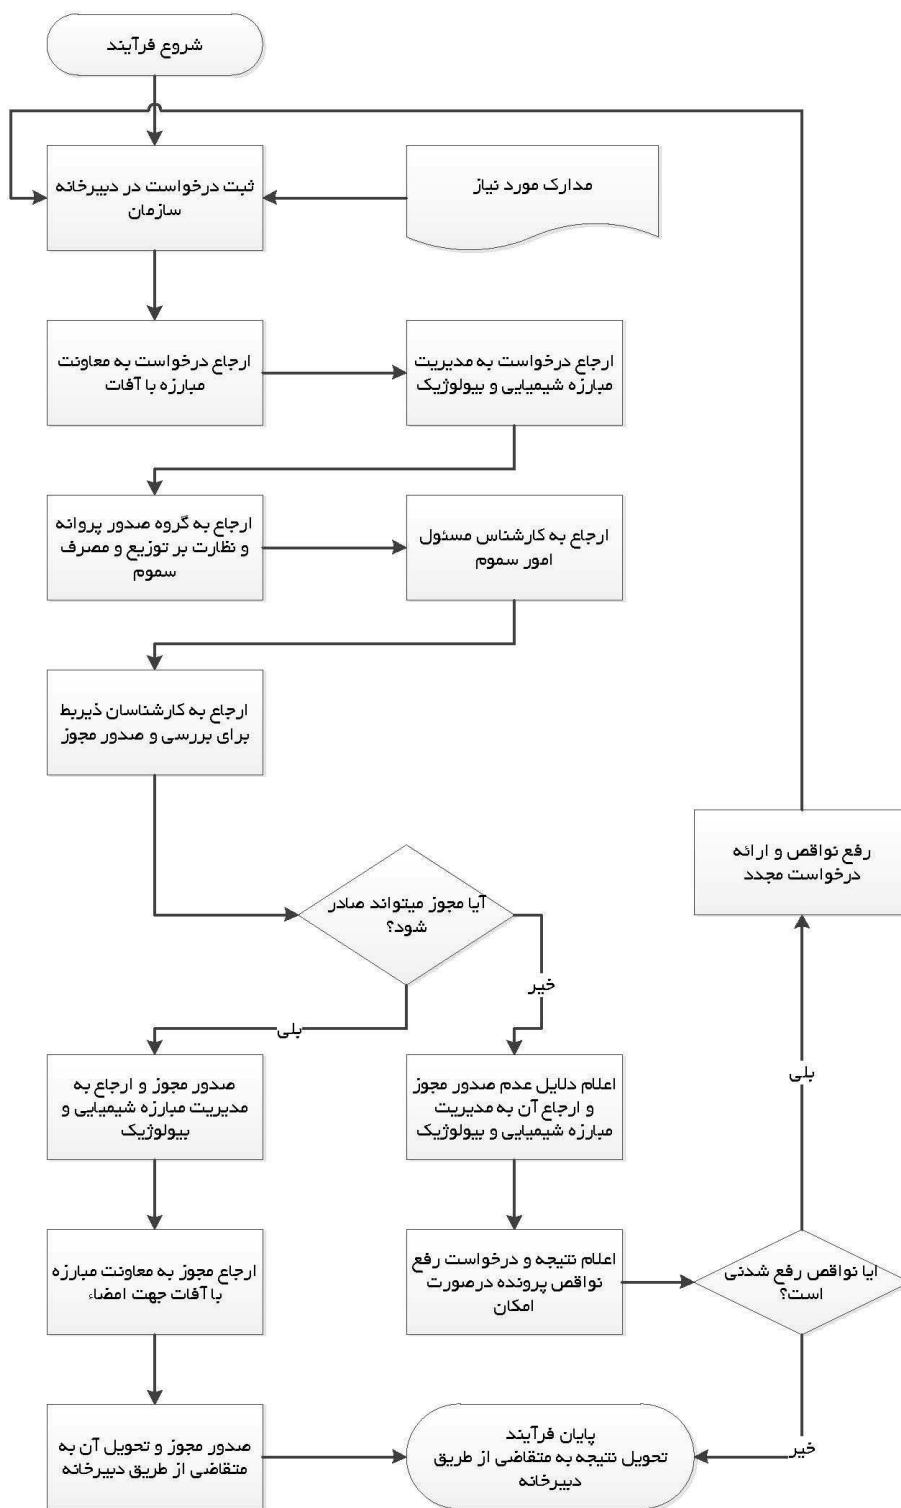 شروع فرآیند
ثبت درخواست در دبیرخانه
سازمان
مدارک مورد نیاز
ارجاع درخواست به معاونت
مبارزه با آفات
ارجاع درخواست به مدیریت
مبارزه شیمیایی و بیولوژیک
ارجاع به گروه صدور پروانه
و نظارت بر توزیع و مصرف
سموم
ارجاع به کارشناس مسئول
امور سموم
ارجاع به کارشناسان ذیربط
برای بررسی و صدور مجوز
رفع نواقص و ارائه
درخواست مجدد
آیا مجوز میتواند صادر
شود؟
خیر
بلی
بلی
صدور مجوز و ارجاع به
مدیریت مبارزه شیمیایی و
بیولوژیک
اعلام دلایل عدم صدور مجوز
و ارجاع آن به مدیریت
مبارزه شیمیایی و بیولوژیک
ارجاع مجوز به معاونت مبارزه
با آفات جهت امضاء
اعلام نتیجه و درخواست رفع
نواقص پرونده درصورت
امکان
ایا نواقص رفع شدنی
است؟
خیر
صدور مجوز و تحویل آن به
متقاضی از طریق دبیرخانه
پایان فرآیند
تحویل نتیجه به متقاضی از طریق
دبیرخانه